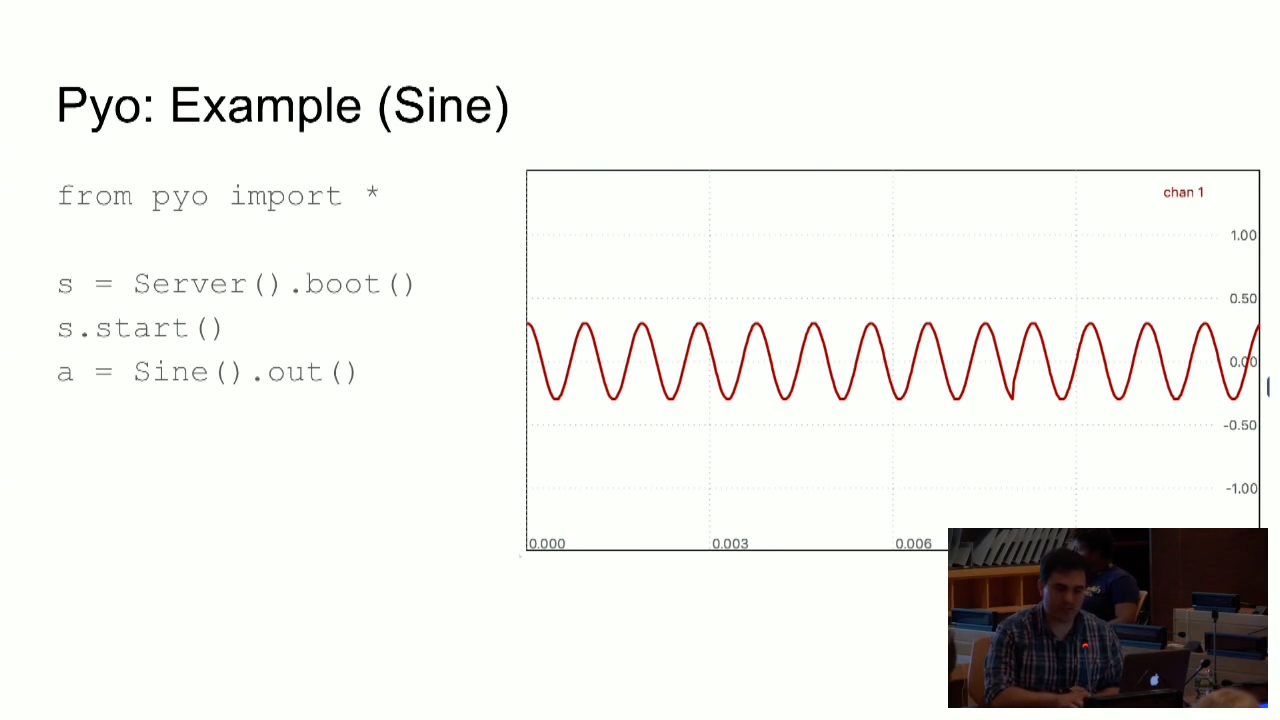 Pyo: Example (Sine)
from pyo import *
s = Server().boot()
s.start()
a = Sine().out()
chan 1
1.00
0.50
0.00
-0.50
-1.00
0.000
0.003
0.006